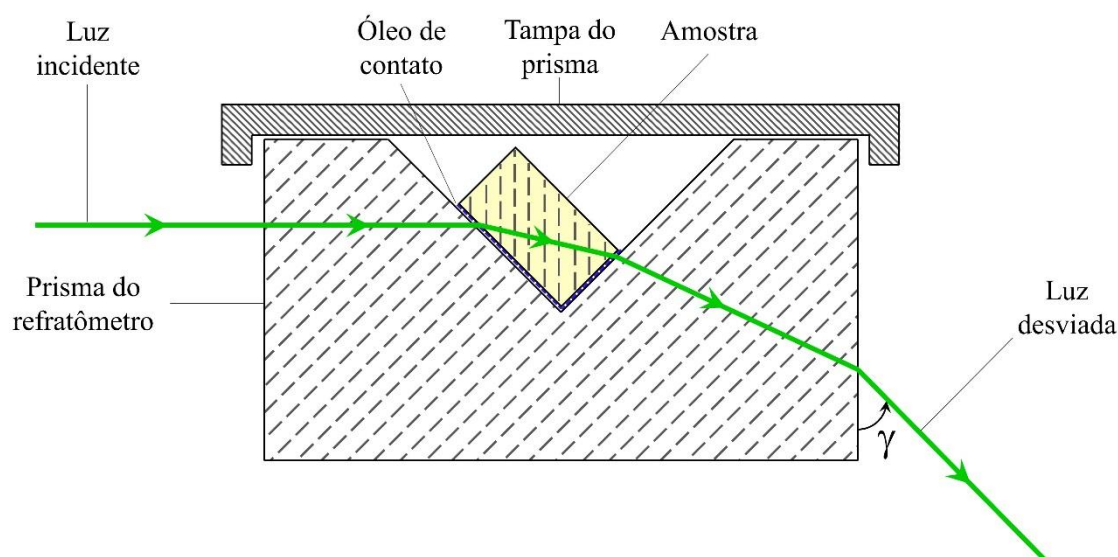 Luz
incidente
Óleo de
contato
Tampa do
prisma
Amostra
Prisma do
refratômetro
Luz
desviada
γ